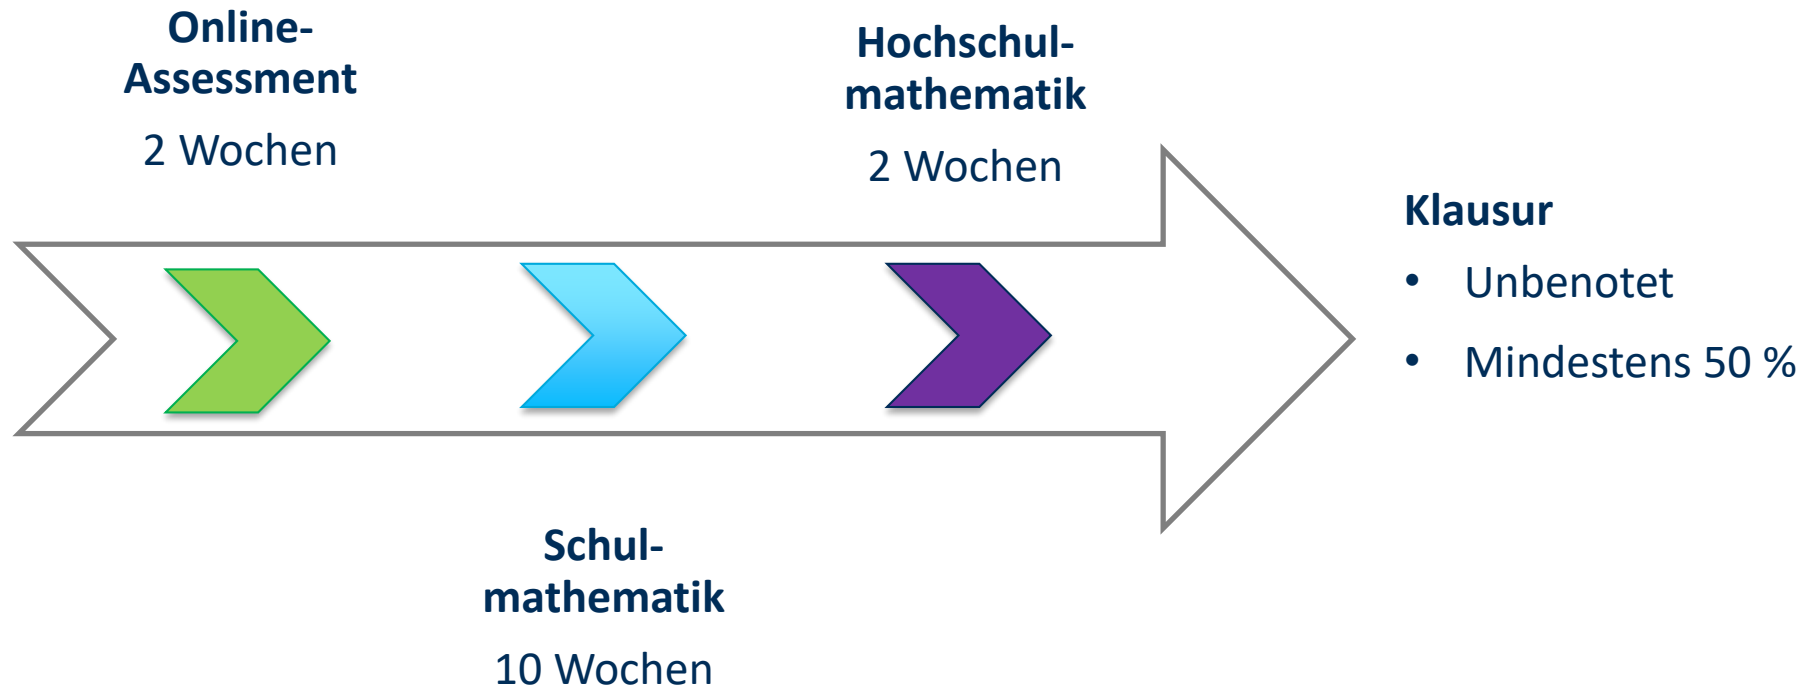 Online-
Assessment
2 Wochen
Hochschul-
mathematik
2 Wochen
Klausur
• Unbenotet
• Mindestens 50 %
Schul-
mathematik
10 Wochen